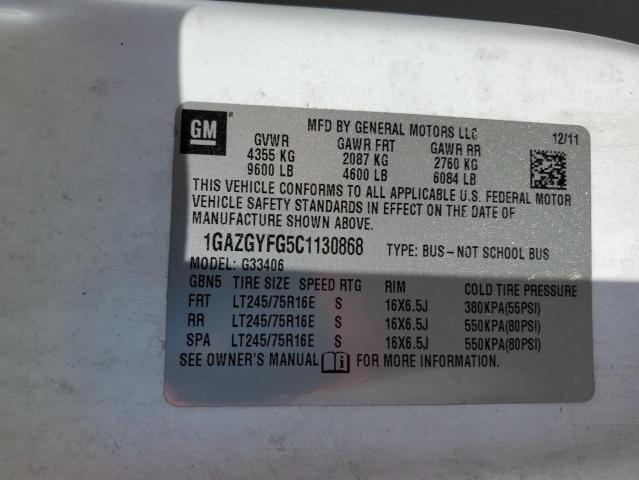 GM
MFD BY GENERAL MOTORS LLC 12/11
GVWR GAWR FRT GAWR RR
4355 KG 2087 KG 2760 KG
9600 LB 4600 LB 6084 LB
THIS VEHICLE CONFORMS TO ALL APPLICABLE U.S. FEDERAL MOTOR
VEHICLE SAFETY STANDARDS IN EFFECT ON THE DATE OF
MANUFACTURE SHOWN ABOVE.
1GAZGYFG5C1130868 TYPE: BUS-NOT SCHOOL BUS
MODEL: G33406
GBN5 TIRE SIZE SPEED RTG RIM COLD TIRE PRESSURE
FRT LT245/75R16E S 16X6.5J 380KPA(55PSI)
RR LT245/75R16E S 16X6.5J 550KPA(80PSI)
SPA LT245/75R16E S 16X6.5J 550KPA(80PSI)
SEE OWNER'S MANUAL FOR MORE INFORMATION.